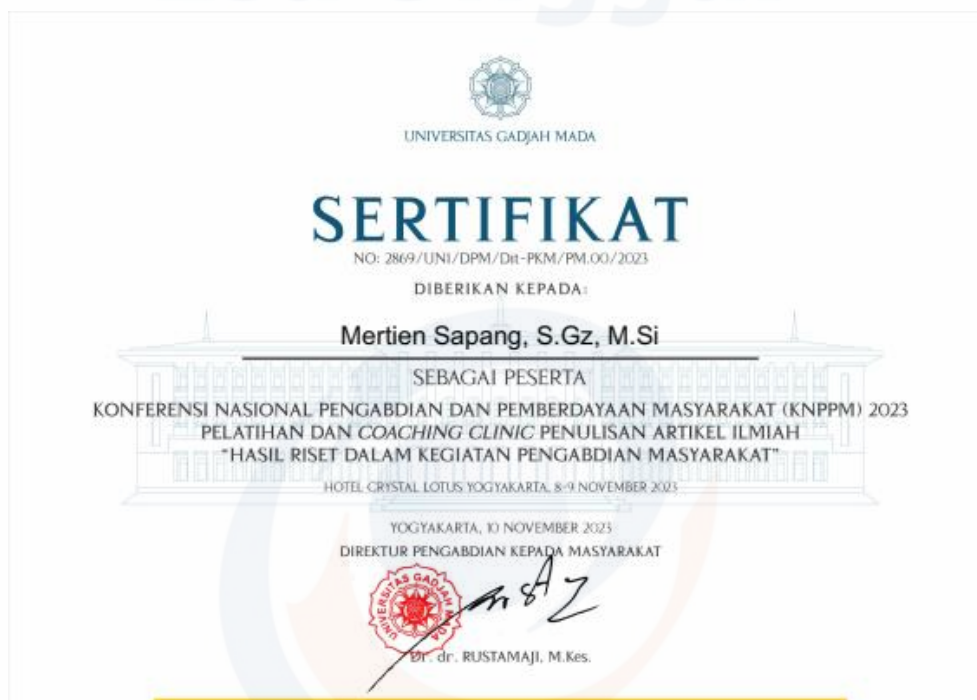 UNIVERSITAS GADJAH MADA
SERTIFIKAT
NO: 2869/UN1/DPM/Dit-PKM/PM.00/2023
DIBERIKAN KEPADA:
Mertien Sapang, S.Gz, M.Si
SEBAGAI PESERTA
KONFERENSI NASIONAL PENGABDIAN DAN PEMBERDAYAAN MASYARAKAT (KNPPM) 2023
PELATIHAN DAN COACHING CLINIC PENULISAN ARTIKEL ILMIAH
"HASIL RISET DALAM KEGIATAN PENGABDIAN MASYARAKAT"
HOTEL CRYSTAL LOTUS YOGYAKARTA, 8-9 NOVEMBER 2023
YOGYAKARTA, 10 NOVEMBER 2023
DIREKTUR PENGABDIAN KEPADA MASYARAKAT
UNIVERSITAS GADJAH MADA
Dr. dr. RUSTAMAJI, M.Kes.